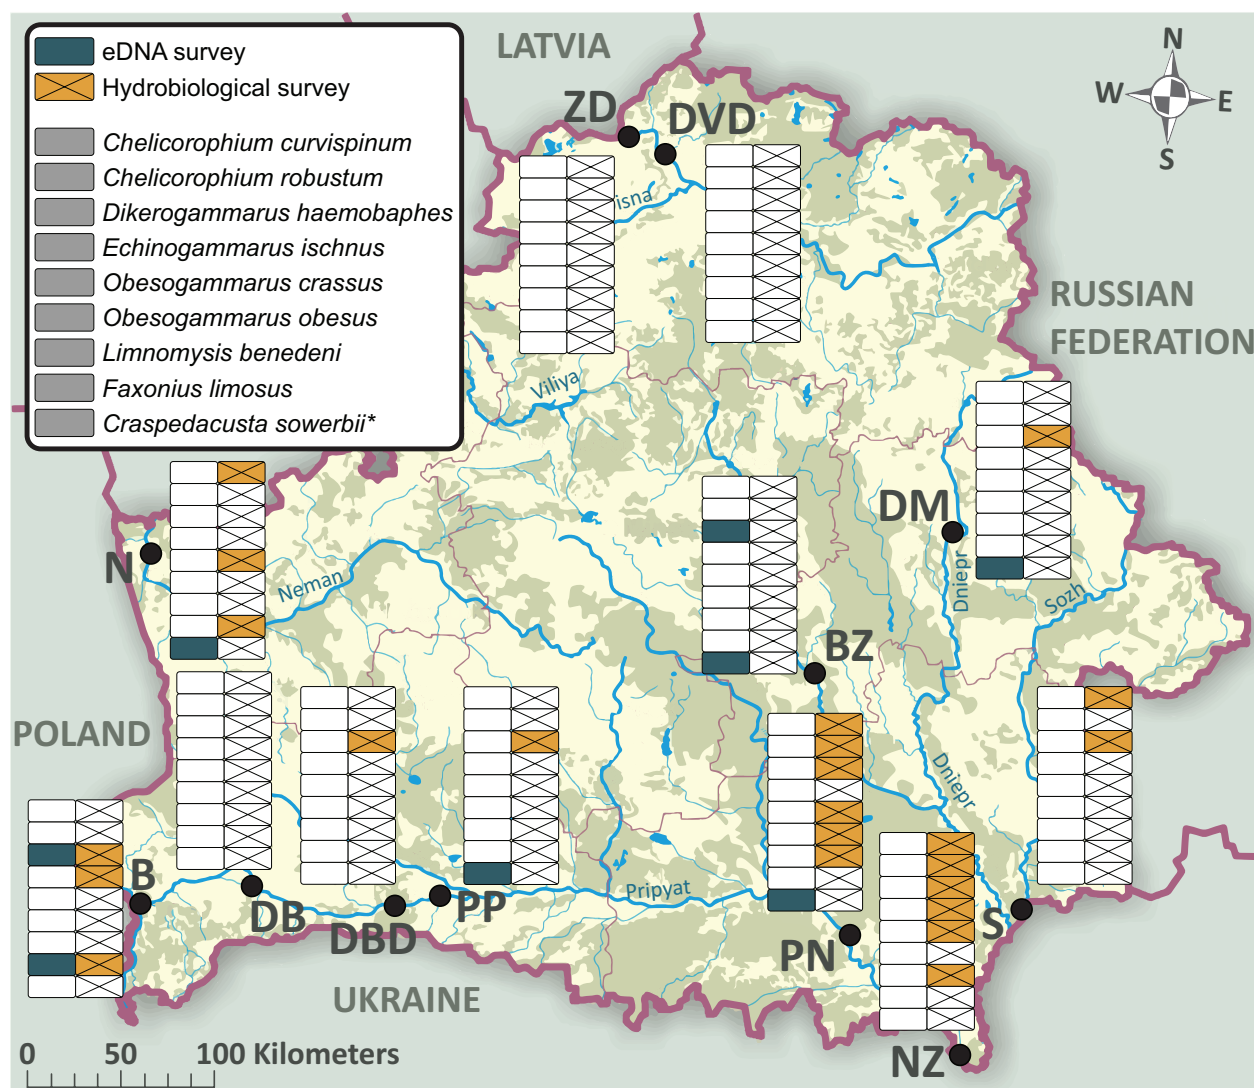 eDNA survey
Hydrobiological survey
Chelicorophium curvispinum
Chelicorophium robustum
Dikerogammarus haemobaphes
Echinogammarus ischnus
Obesogammarus crassus
Obesogammarus obesus
Limnomysis benedeni
Faxonius limosus
Craspedacusta sowerbii*
LATVIA
N
W E
S
ZD
DVD
isna
RUSSIAN
FEDERATION
Viliya
DM
N
Neman
Dniepr
Sozh
BZ
POLAND
Dniepr
B
DB
DBD
PP
Pripyat
PN
S
UKRAINE
NZ
0 50 100 Kilometers